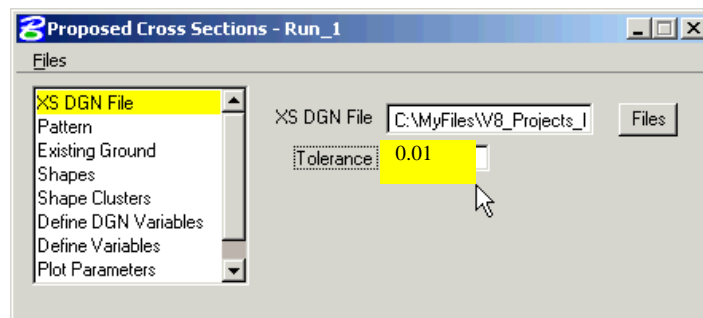 Proposed Cross Sections - Run_1
Files
XS DGN File
Pattern
Existing Ground
Shapes
Shape Clusters
Define DGN Variables
Define Variables
Plot Parameters
XS DGN File C:\MyFiles\V8_Projects_I Files
Tolerance 0.01